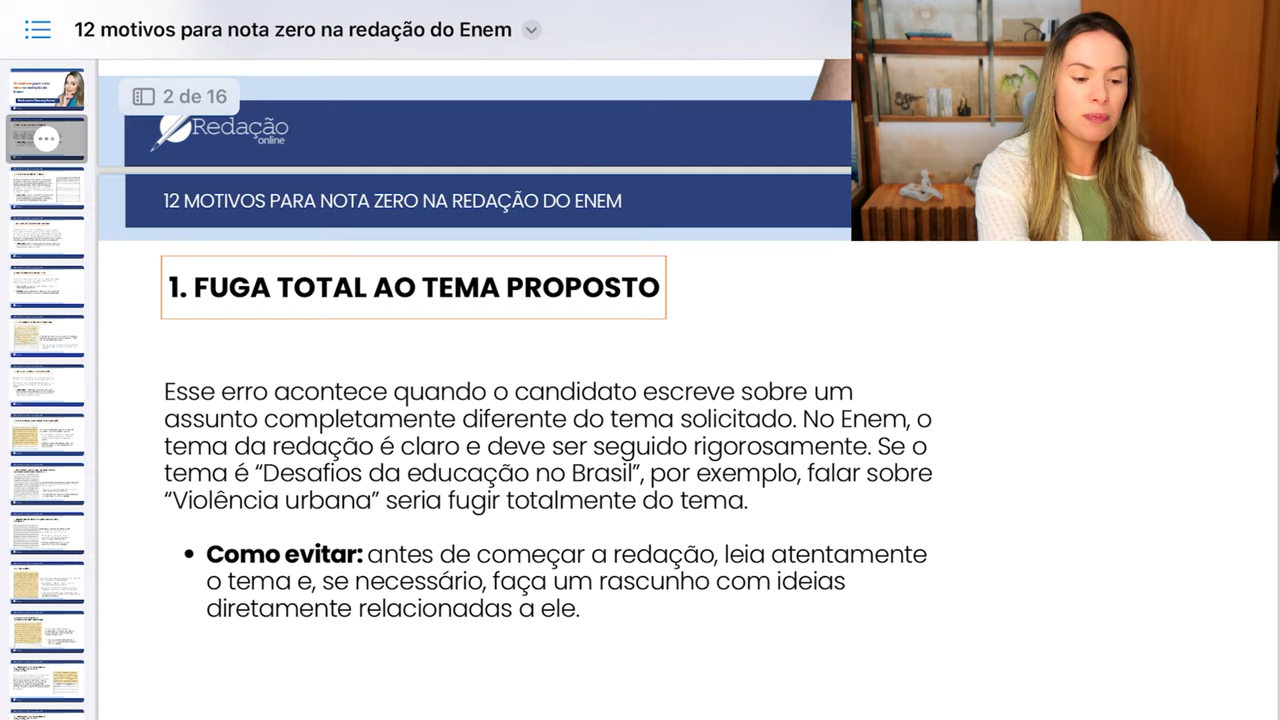 12 motivos para nota zero na redação do Enem
2 de 16
Redação
online
12 MOTIVOS PARA NOTA ZERO NA REDAÇÃO DO ENEM
1. FUGA TOTAL AO TEMA PROPOSTO
Esse erro acontece quando o candidato escreve sobre um
assunto completamente diferente do tema solicitado. No Enem, o
tema da redação é claro e deve ser seguido rigorosamente. Se o
tema é “Desafios da educação no Brasil”, por exemplo, falar sobre
“Violência urbana” seria fugir totalmente do tema.
• Como evitar: antes de começar a redação, leia atentamente
o tema e, se necessário, faça um rascunho com ideias
diretamente relacionadas a ele.